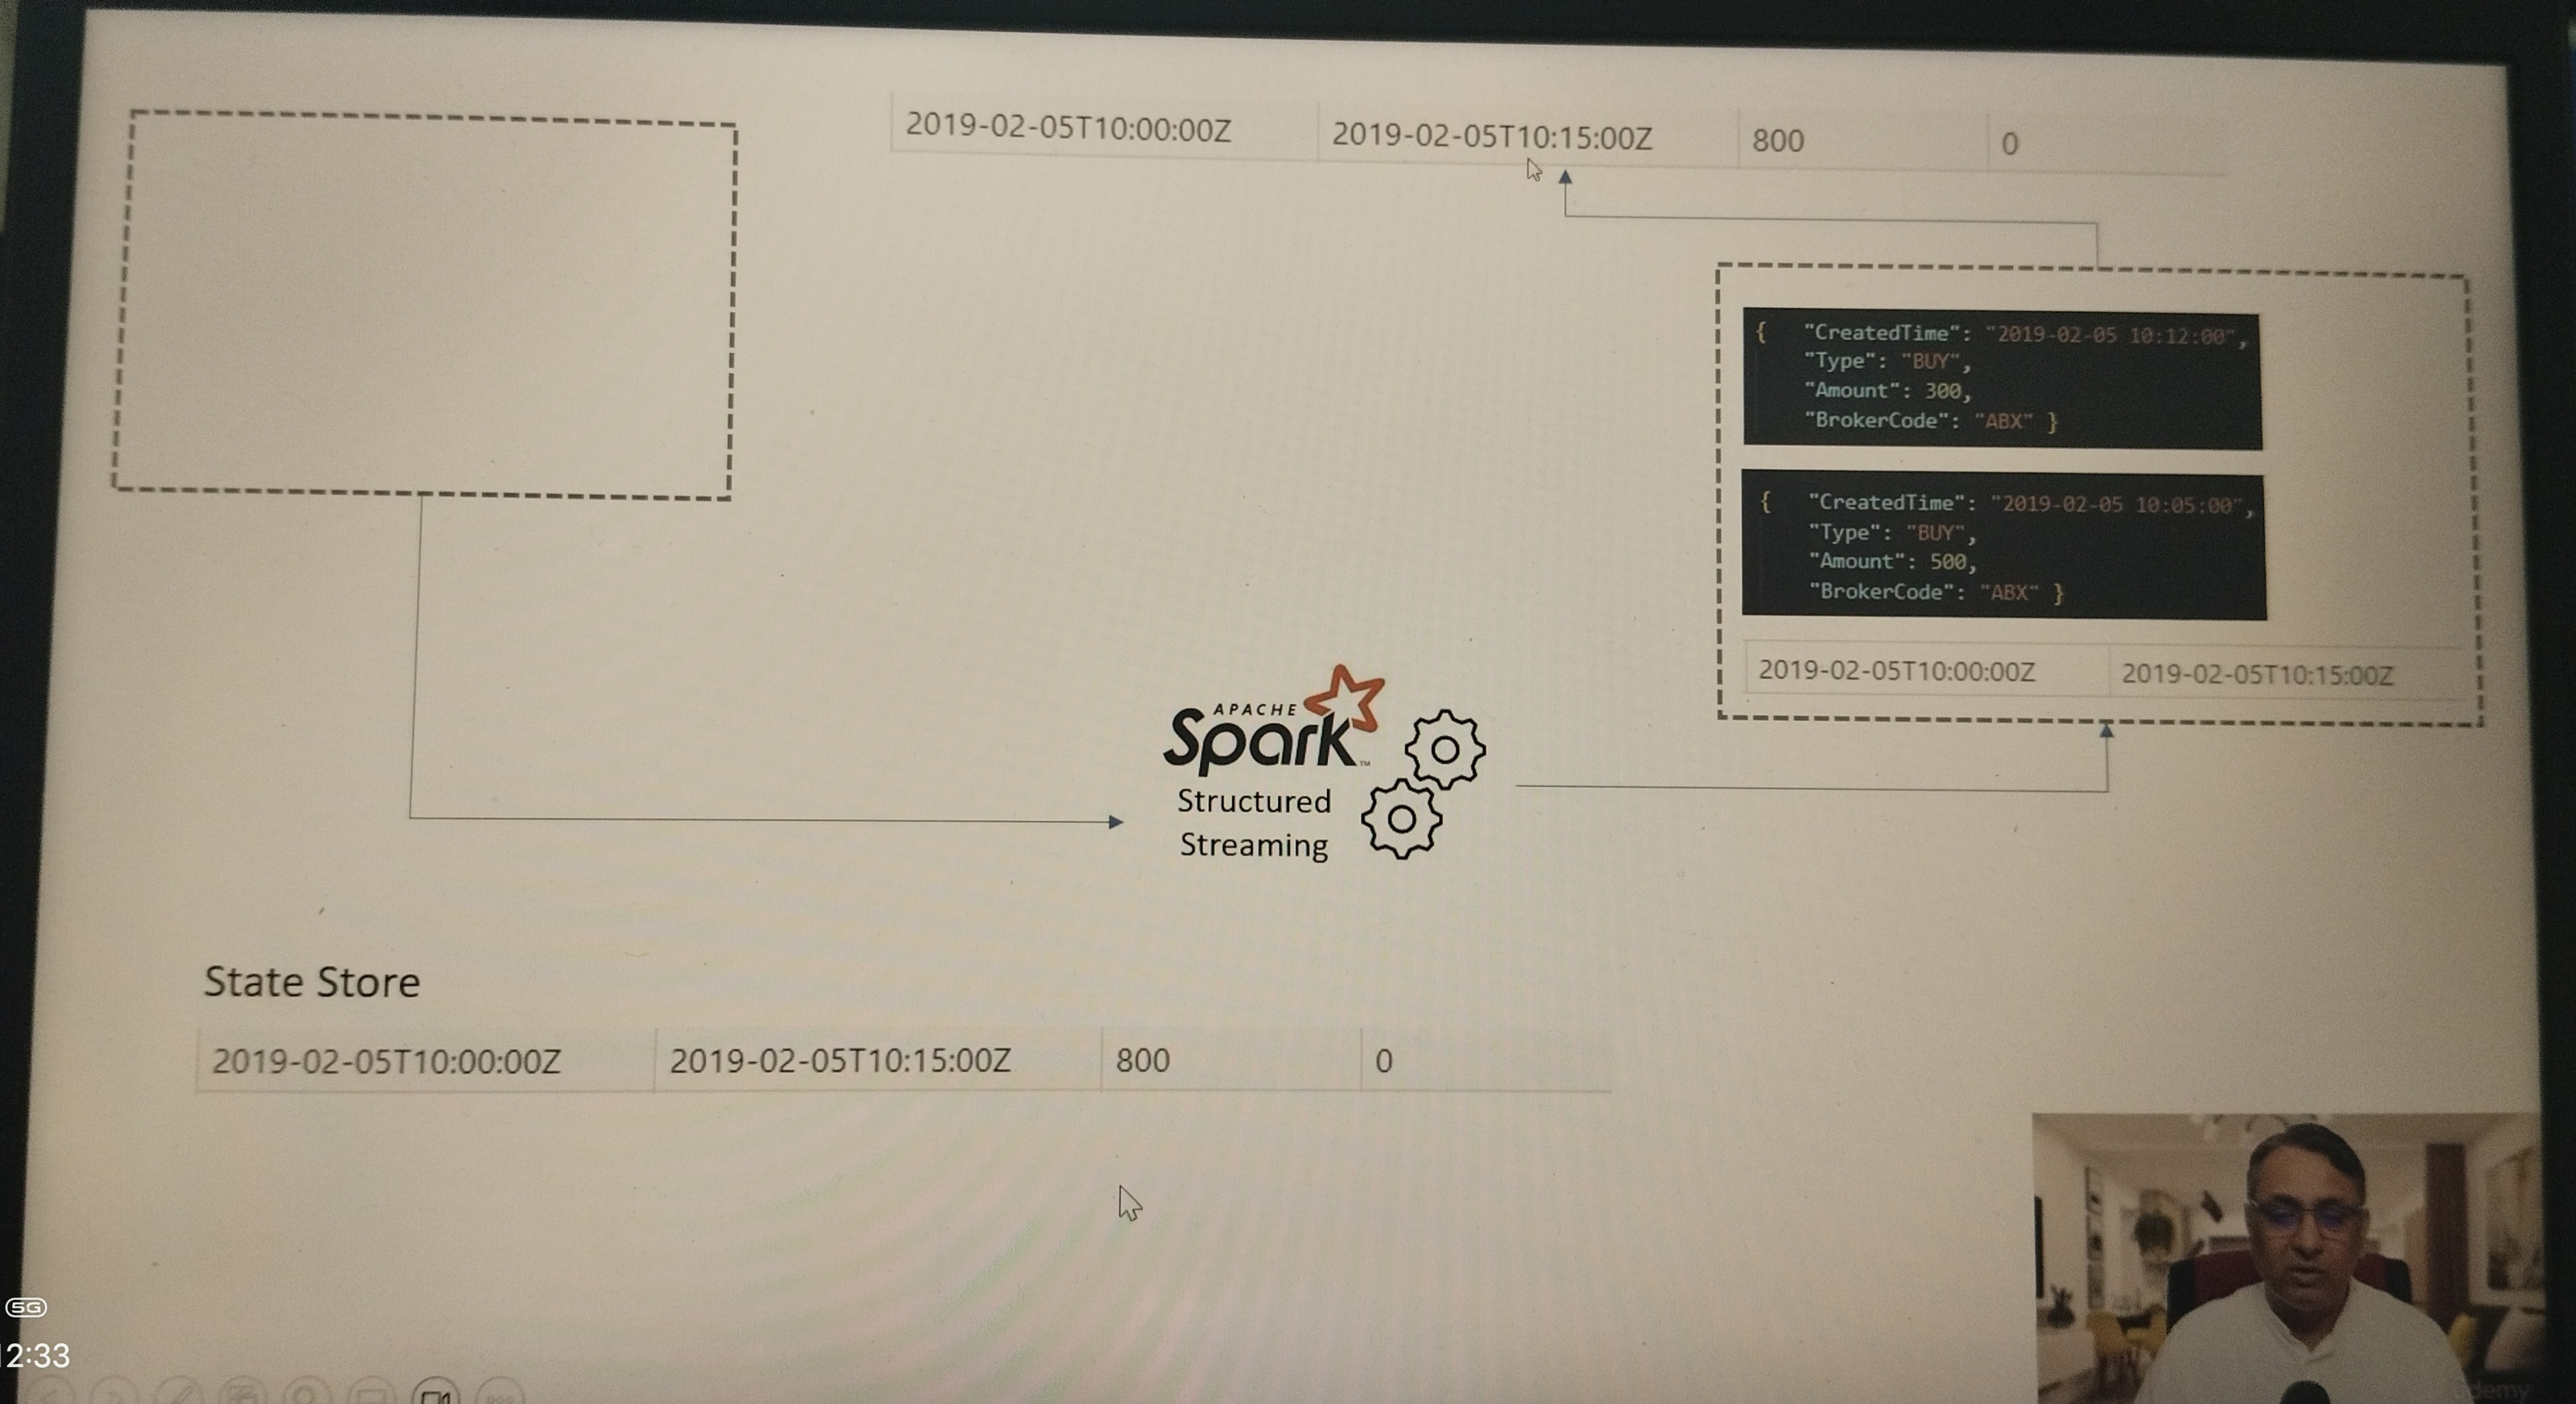 2019-02-05T10:00:00Z 2019-02-05T10:15:00Z 800 0
{ "CreatedTime": "2019-02-05 10:12:00",
"Type": "BUY",
"Amount": 300,
"BrokerCode": "ABX" }
{ "CreatedTime": "2019-02-05 10:05:00",
"Type": "BUY",
"Amount": 500,
"BrokerCode": "ABX" }
2019-02-05T10:00:00Z 2019-02-05T10:15:00Z
APACHE
Spark™
Structured
Streaming
State Store
2019-02-05T10:00:00Z 2019-02-05T10:15:00Z 800 0
5G
2:33
udemy